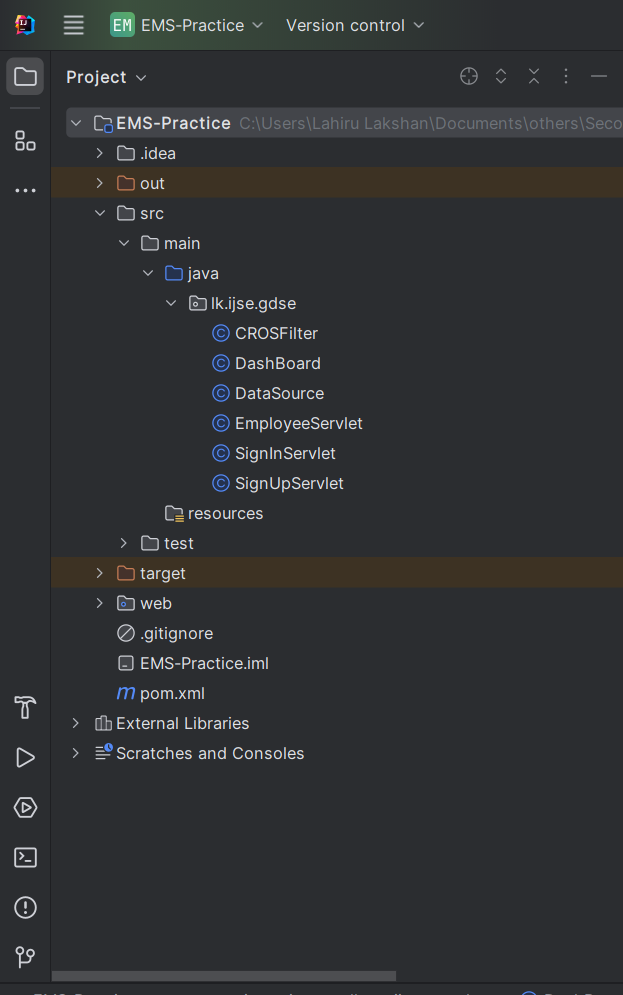 EM EMS-Practice Version control
Project
EMS-Practice C:\Users\Lahiru Lakshan\Documents\others\Seco
.idea
out
src
main
java
lk.ijse.gdse
CROSFilter
DashBoard
DataSource
EmployeeServlet
SignInServlet
SignUpServlet
resources
test
target
web
.gitignore
EMS-Practice.iml
pom.xml
External Libraries
Scratches and Consoles